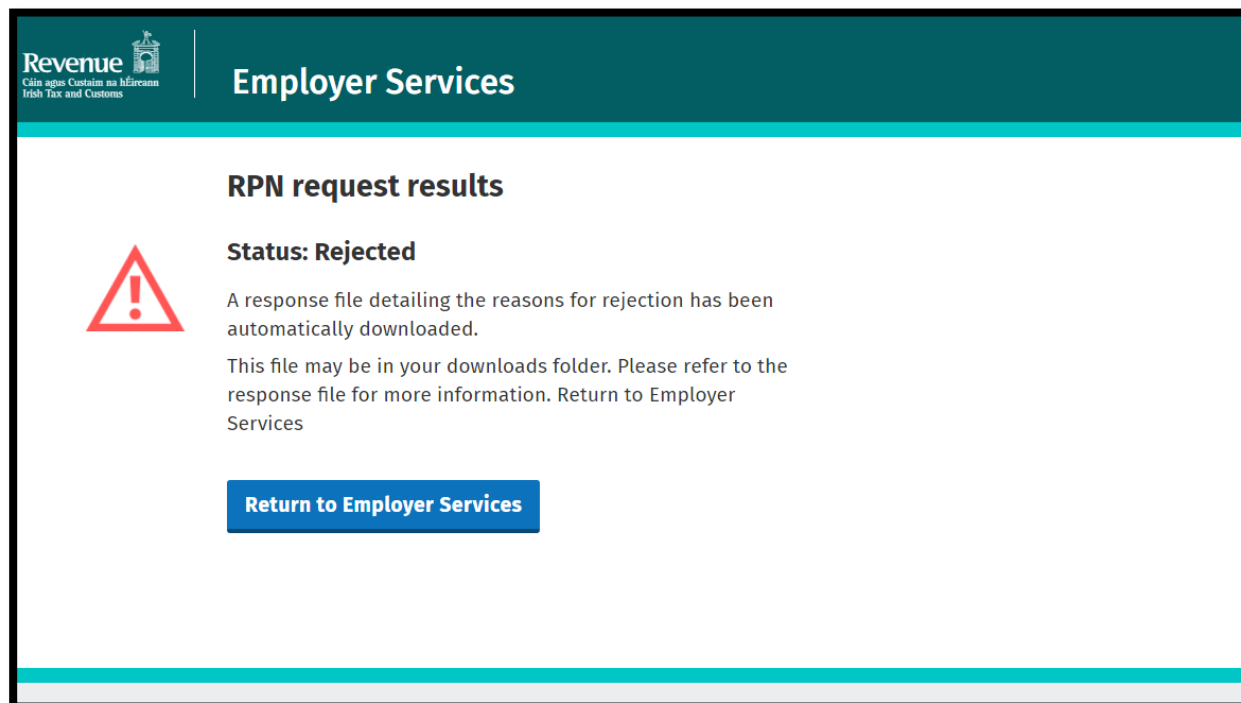 Revenue
Cáin agus Custaim na hÉireann
Irish Tax and Customs
Employer Services
RPN request results
Status: Rejected
A response file detailing the reasons for rejection has been
automatically downloaded.
This file may be in your downloads folder. Please refer to the
response file for more information. Return to Employer
Services
Return to Employer Services